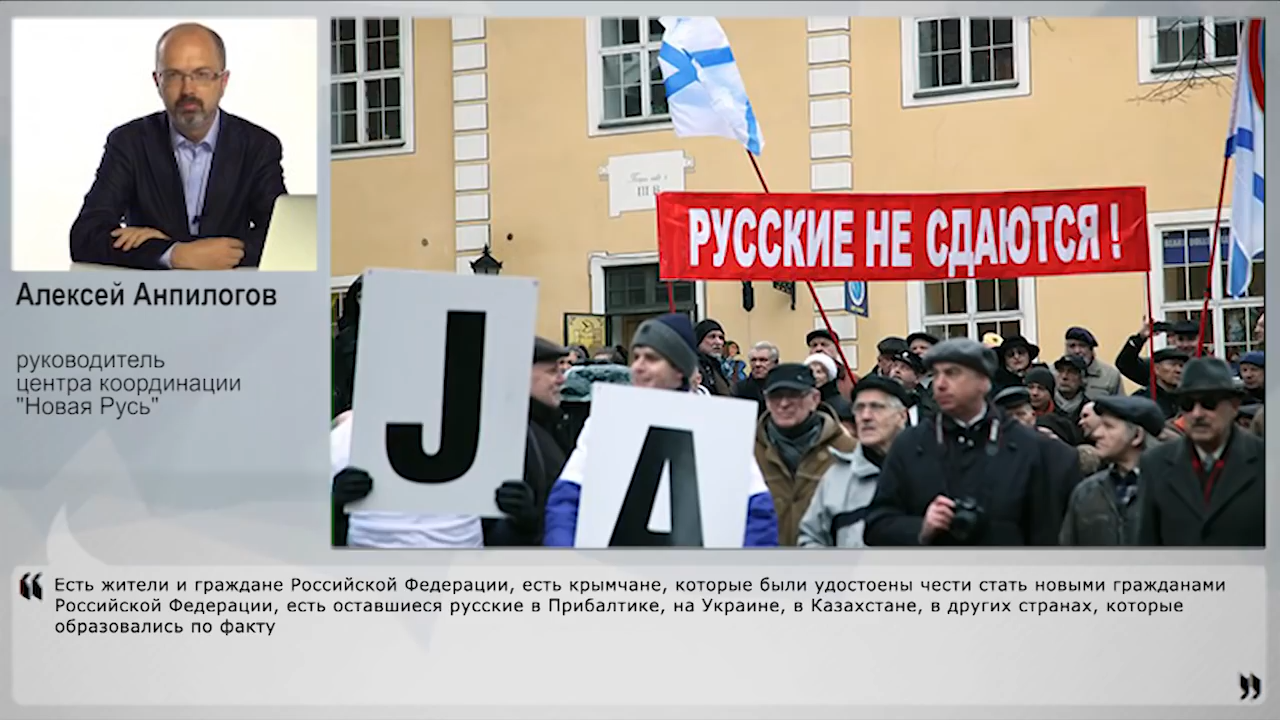 РУССКИЕ НЕ СДАЮТСЯ!
J
A
Алексей Анпилогов
руководитель
центра координации
"Новая Русь"
Есть жители и граждане Российской Федерации, есть крымчане, которые были удостоены чести стать новыми гражданами
Российской Федерации, есть оставшиеся русские в Прибалтике, на Украине, в Казахстане, в других странах, которые
образовались по факту